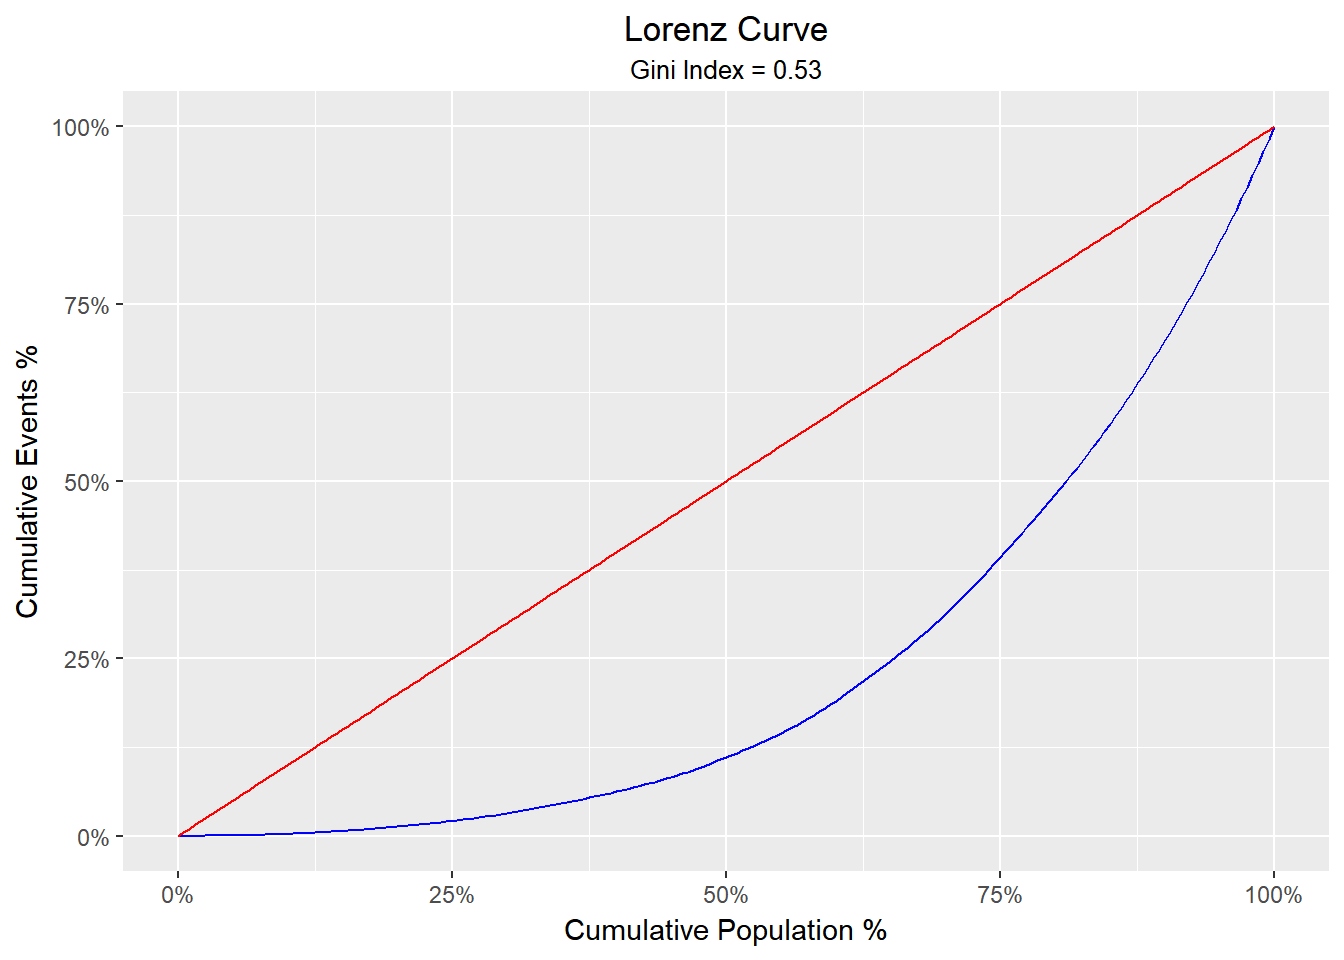 Lorenz Curve
Gini Index = 0.53
100%
75%
50%
25%
0%
Cumulative Events %
0%
25%
50%
75%
100%
Cumulative Population %